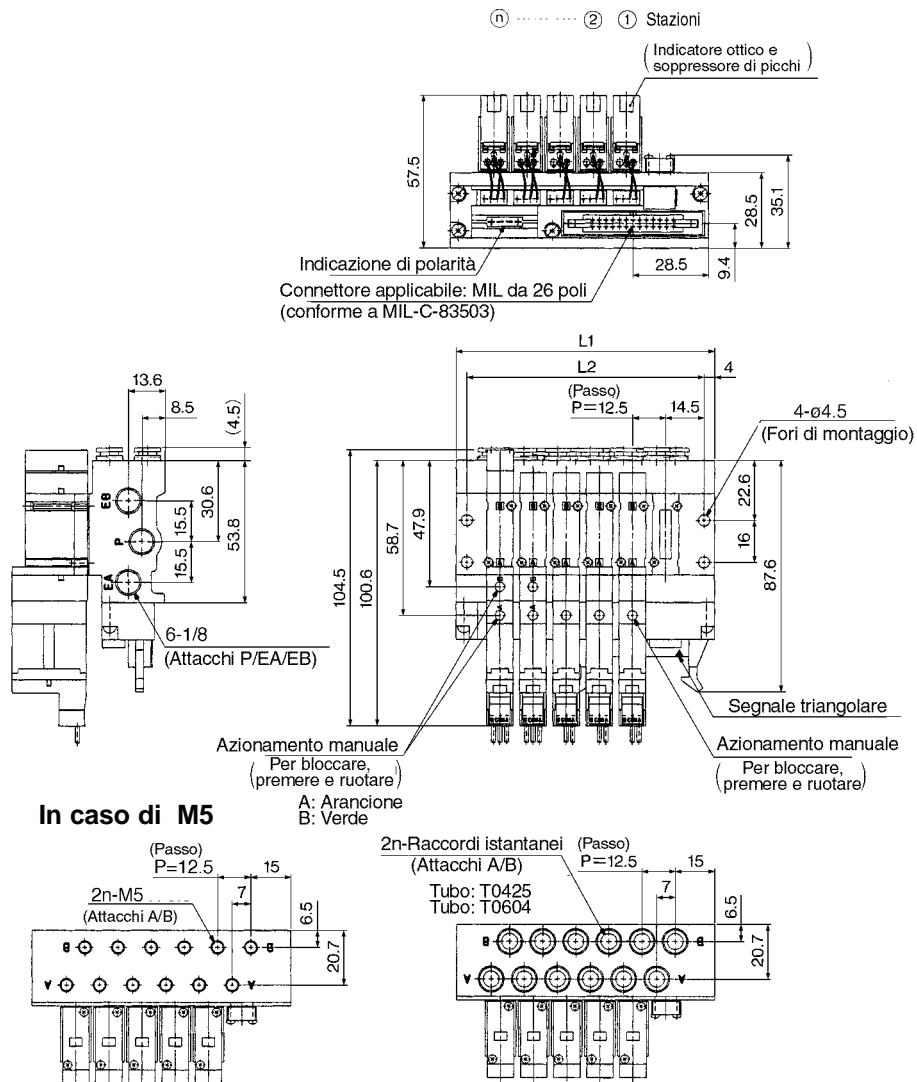 ⓝ ········ ② ① Stazioni
(Indicatore ottico e
soppressore di picchi)
57.5
28.5
35.1
9.4
28.5
Indicazione di polarità
Connettore applicabile: MIL da 26 poli
(conforme a MIL-C-83503)
13.6
8.5
(4.5)
EB
P
EA
15.5
15.5
30.6
53.8
6-1/8
(Attacchi P/EA/EB)
L1
L2
4
(Passo)
P=12.5
14.5
4-ø4.5
(Fori di montaggio)
104.5
100.6
58.7
47.9
22.6
16
87.6
B B B B B
A A A A A
B B
A A
Segnale triangolare
Azionamento manuale
(Per bloccare,
premere e ruotare)
A: Arancione
B: Verde
Azionamento manuale
(Per bloccare,
premere e ruotare)
In caso di M5
(Passo)
P=12.5
15
7
2n-M5
(Attacchi A/B)
6.5
20.7
B B
A A
2n-Raccordi istantanei
(Attacchi A/B)
Tubo: T0425
Tubo: T0604
(Passo)
P=12.5
15
7
6.5
20.7
B B
A A